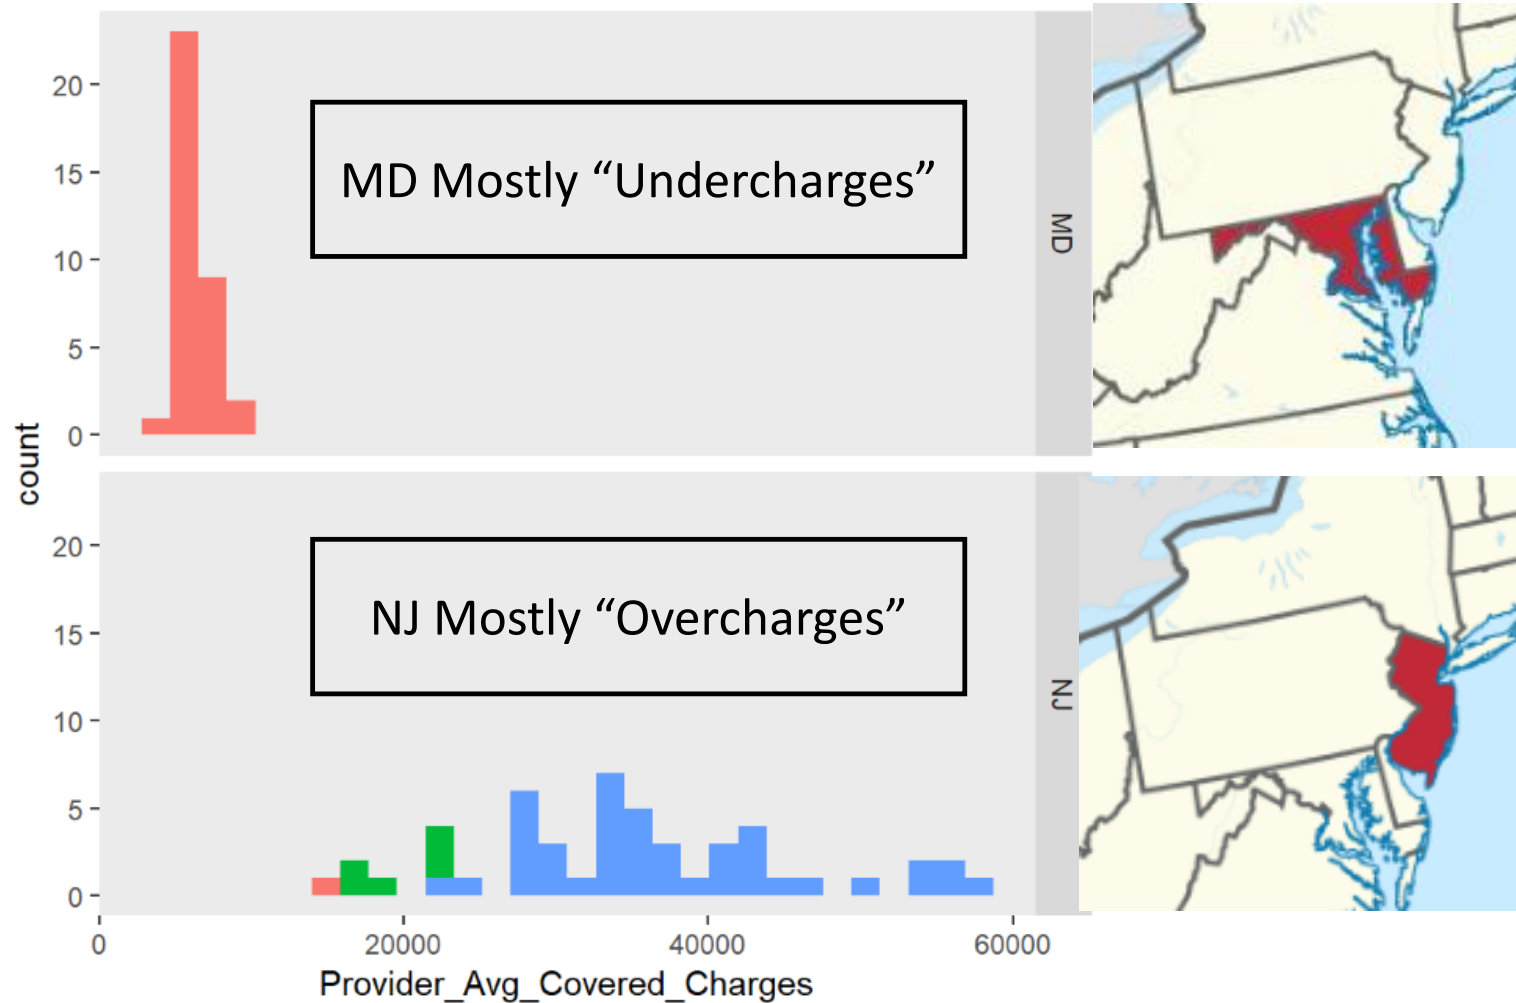 20
15
10
5
0
MD Mostly “Undercharges”
MD
count
20
15
10
5
0
NJ Mostly “Overcharges”
NJ
0 20000 40000 60000
Provider_Avg_Covered_Charges